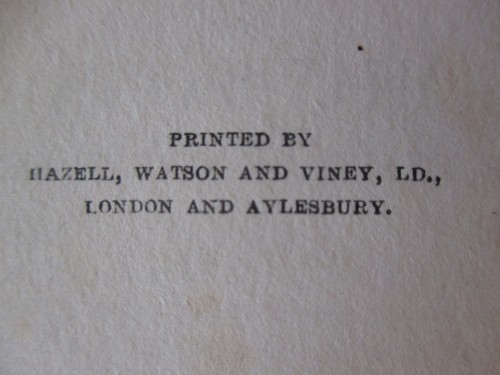 PRINTED BY
HAZELL, WATSON AND VINEY, LD.,
LONDON AND AYLESBURY.